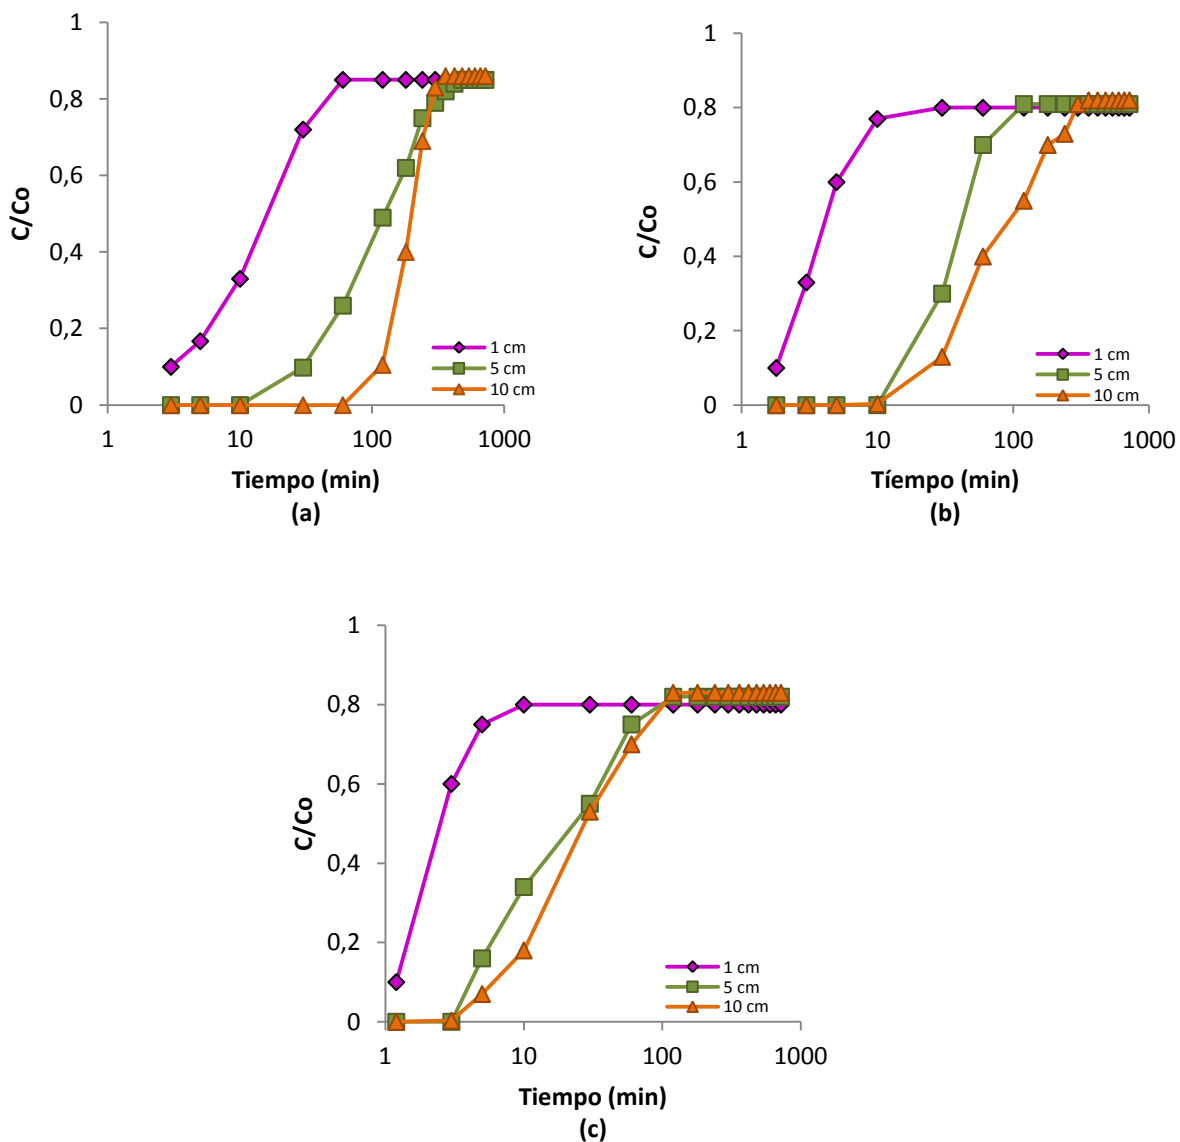 1
0,8
0,6
0,4
0,2
0
C/Co
1 cm
5 cm
10 cm
1 10 100 1000
Tiempo (min)
(a)
1
0,8
0,6
0,4
0,2
0
C/Co
1 cm
5 cm
10 cm
1 10 100 1000
Tíempo (min)
(b)
1
0,8
0,6
0,4
0,2
0
C/Co
1 cm
5 cm
10 cm
1 10 100 1000
Tiempo (min)
(c)